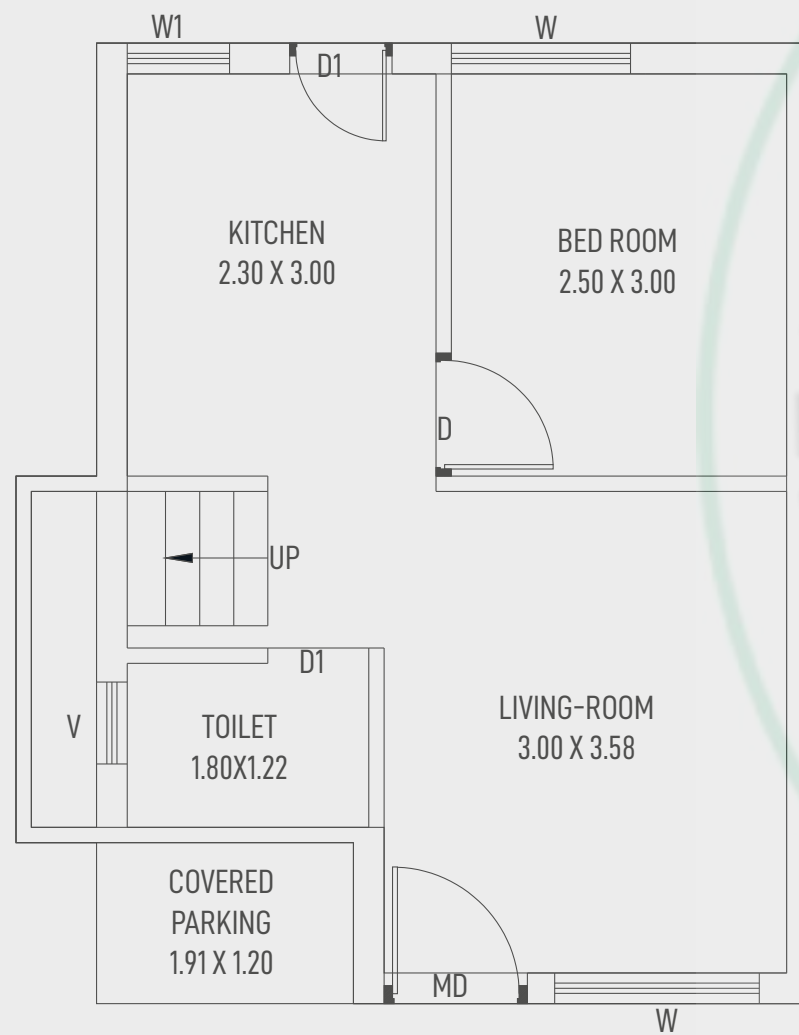 W1
W
D1
KITCHEN
2.30 X 3.00
BED ROOM
2.50 X 3.00
D
UP
D1
V
TOILET
1.80X1.22
LIVING-ROOM
3.00 X 3.58
COVERED
PARKING
1.91 X 1.20
MD
W